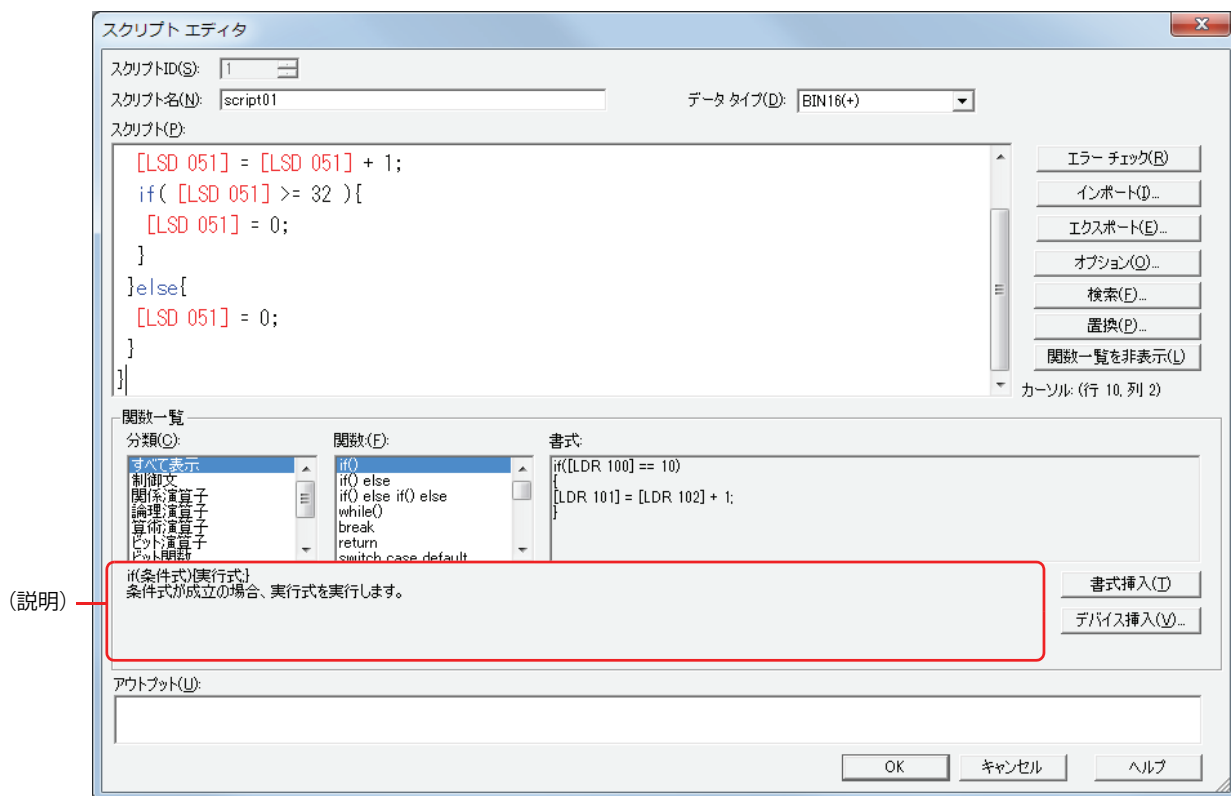 スクリプト エディタ
スクリプトID(S): 1
スクリプト名(N): script01 データ タイプ(D): BIN16(+)
スクリプト(P):
[LSD 051] = [LSD 051] + 1;
if( [LSD 051] >= 32 ){
[LSD 051] = 0;
}
}else{
[LSD 051] = 0;
}
}
エラー チェック(R)
インポート(I)...
エクスポート(E)...
オプション(O)...
検索(F)...
置換(P)...
関数一覧を非表示(L)
カーソル: (行 10, 列 2)
関数一覧
分類(C):
すべて表示
制御文
関係演算子
論理演算子
算術演算子
ビット演算子
ビット関数
関数:(F):
if()
if() else
if() else if() else
while()
break
return
switch case default
書式:
if([LDR 100] == 10)
{
[LDR 101] = [LDR 102] + 1;
}
(説明)
if(条件式){実行式;}
条件式が成立の場合、実行式を実行します。
書式挿入(T)
デバイス挿入(V)...
アウトプット(U):
OK キャンセル ヘルプ